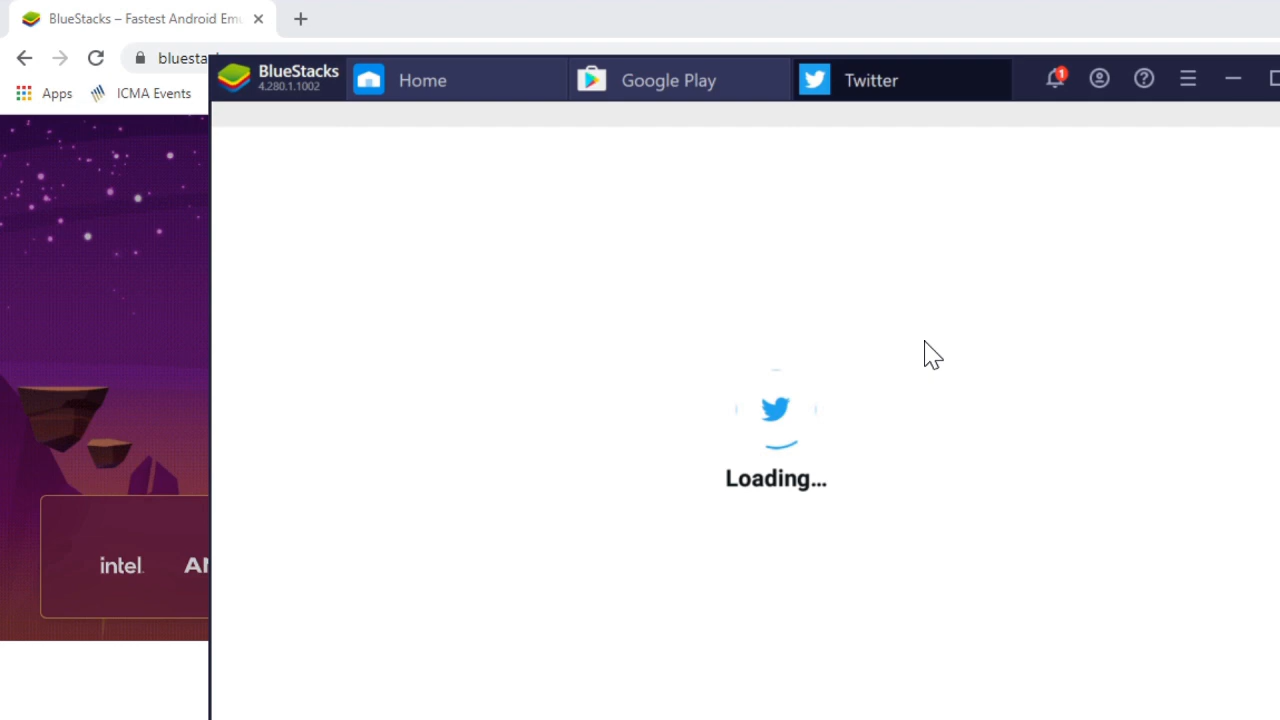 BlueStacks – Fastest Android Em
bluesta
Apps
ICMA Events
BlueStacks
4.280.1.1002
Home
Google Play
Twitter
1
Loading...
intel.